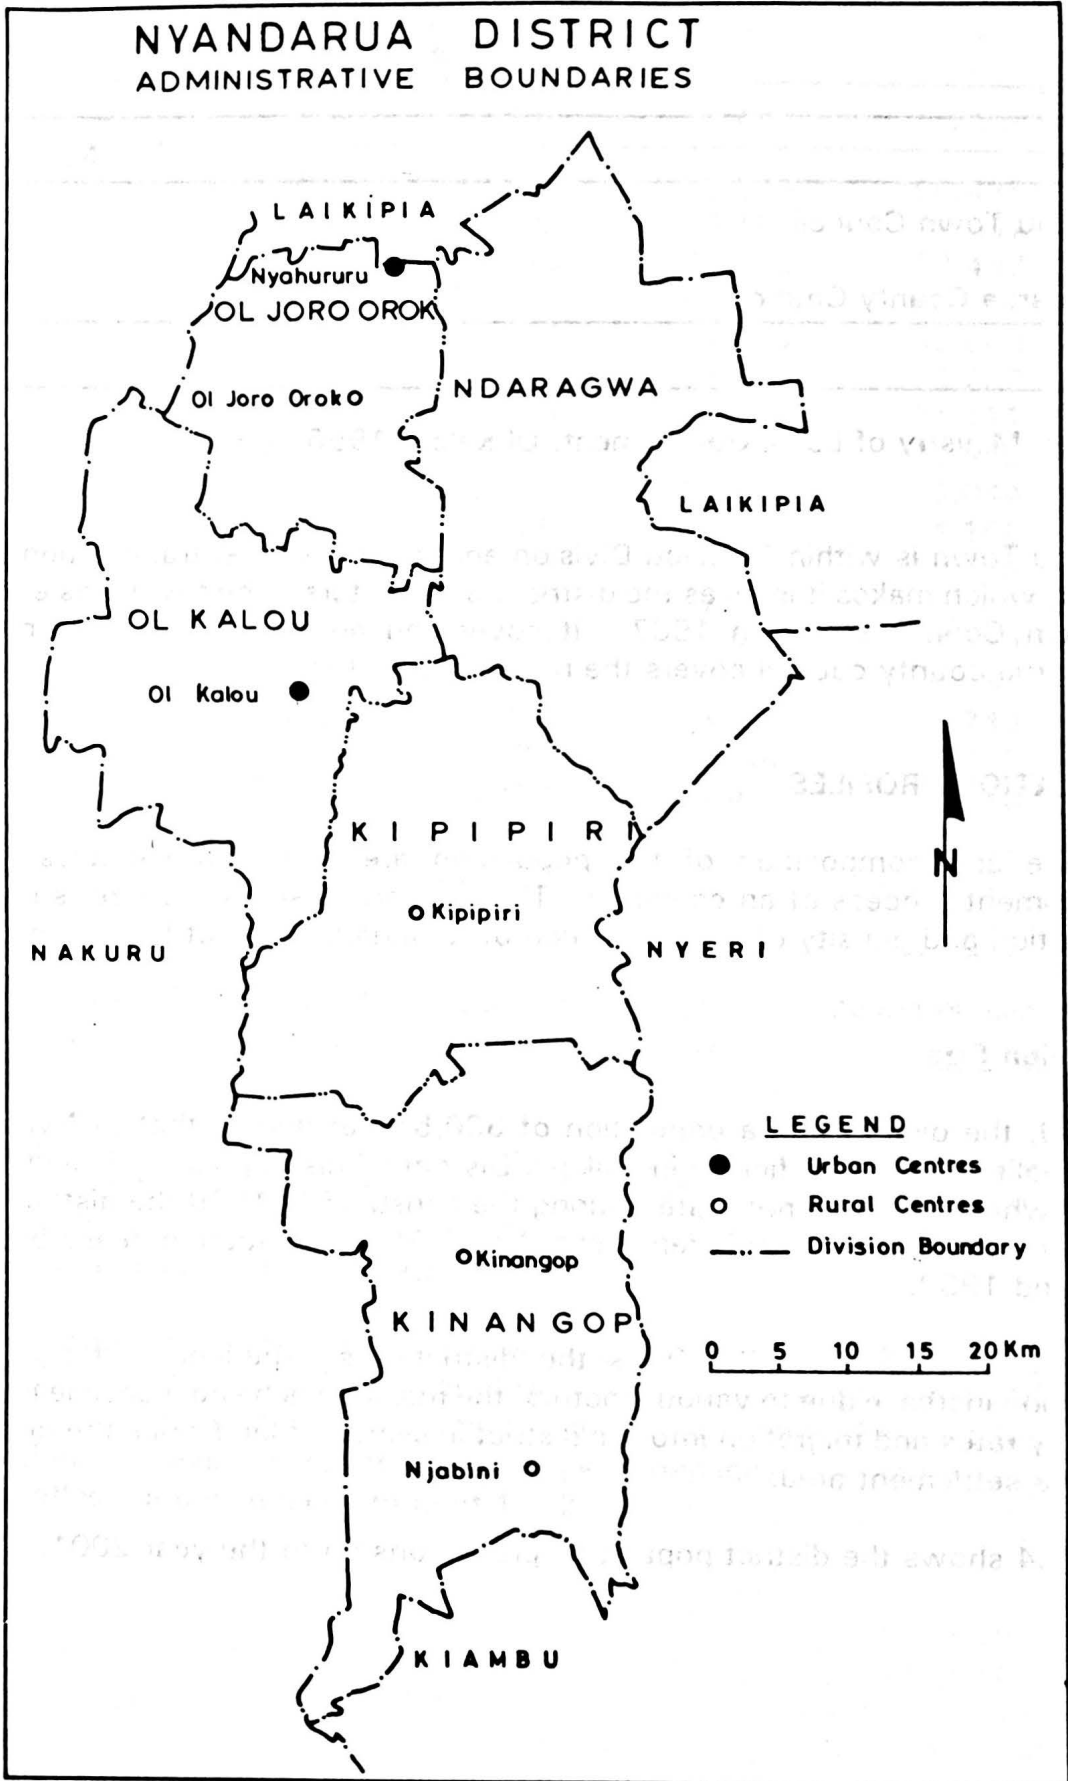 NYANDARUA DISTRICT
ADMINISTRATIVE BOUNDARIES
LAIKIPIA
Nyahururu
OL JORO OROK
NDARAGWA
Ol Joro Orok
LAIKIPIA
OL KALOU
Ol Kalou
KIPIPIRI
N
Kipipiri
NAKURU
NYERI
LEGEND
Urban Centres
Rural Centres
Division Boundary
Kinangop
KINANGOP
0 5 10 15 20 Km
Njabini
KIAMBU